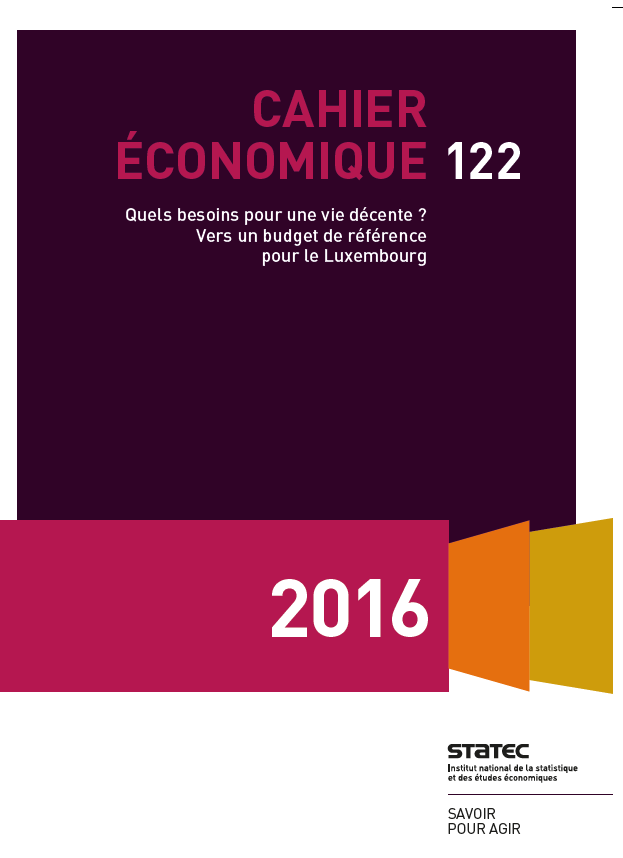 CAHIER
ÉCONOMIQUE 122
Quels besoins pour une vie décente ?
Vers un budget de référence
pour le Luxembourg
2016
STATEC
Institut national de la statistique
et des études économiques
SAVOIR
POUR AGIR